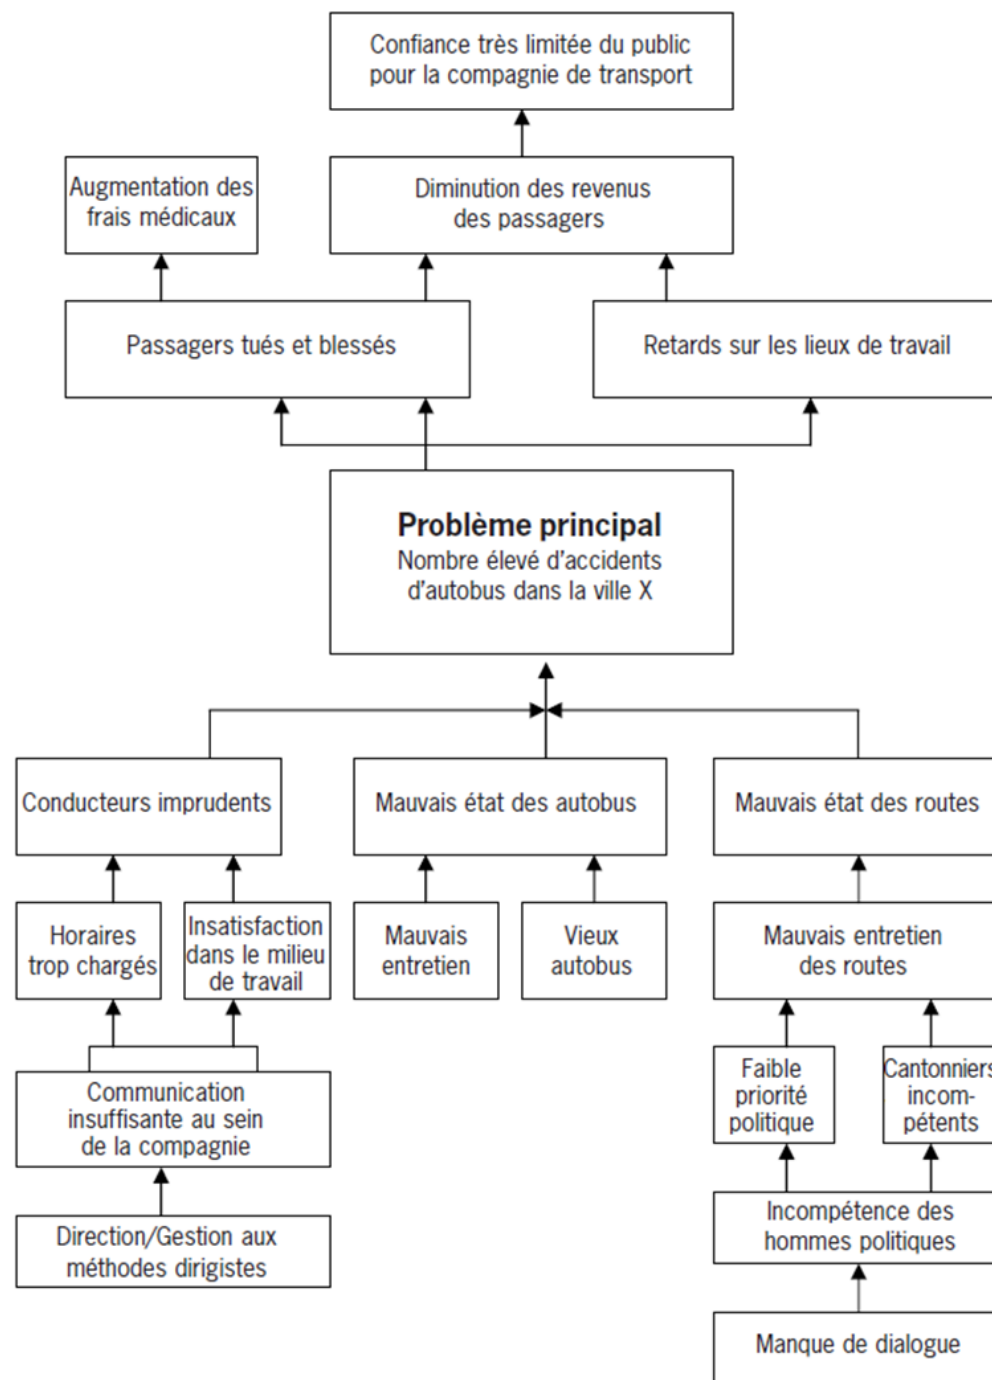 Confiance très limitée du public
pour la compagnie de transport
Augmentation des
frais médicaux
Diminution des revenus
des passagers
Passagers tués et blessés
Retards sur les lieux de travail
Problème principal
Nombre élevé d'accidents
d'autobus dans la ville X
Conducteurs imprudents
Mauvais état des autobus
Mauvais état des routes
Horaires
trop chargés
Insatisfaction
dans le milieu
de travail
Mauvais
entretien
Vieux
autobus
Mauvais entretien
des routes
Faible
priorité
politique
Cantonniers
incom-
pétents
Communication
insuffisante au sein
de la compagnie
Incompétence des
hommes politiques
Direction/Gestion aux
méthodes dirigistes
Manque de dialogue